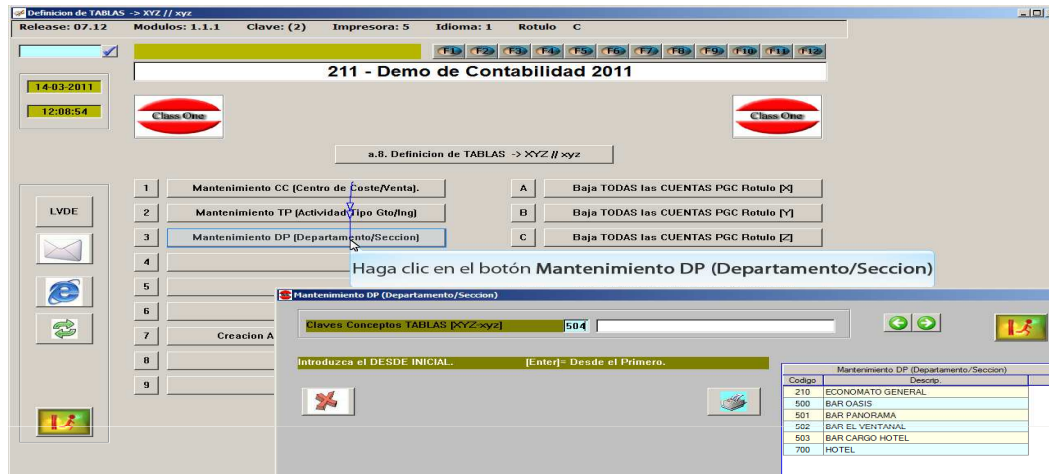 Definicion de TABLAS -> XYZ // xyz
Release: 07.12 Modulos: 1.1.1 Clave: (2) Impresora: 5 Idioma: 1 Rotulo C
F1 F2 F3 F4 F5 F6 F7 F8 F9 F10 F11 F12
211 - Demo de Contabilidad 2011
14-03-2011
12:08:54
Class One
Class One
a.8. Definicion de TABLAS -> XYZ // xyz
1 Mantenimiento CC (Centro de Coste/Venta). A Baja TODAS las CUENTAS PGC Rotulo [X]
LVDE 2 Mantenimiento TP (Actividad/Tipo Gto/Ing) B Baja TODAS las CUENTAS PGC Rotulo [Y]
3 Mantenimiento DP (Departamento/Seccion) C Baja TODAS las CUENTAS PGC Rotulo [Z]
4
Haga clic en el botón Mantenimiento DP (Departamento/Seccion)
5
Mantenimiento DP (Departamento/Seccion)
6
Claves Conceptos TABLAS [XYZ-xyz] 504
7 Creacion A
8
Introduzca el DESDE INICIAL. [Enter]= Desde el Primero.
9
Mantenimiento DP (Departamento/Seccion)
Codigo Descrip.
210 ECONOMATO GENERAL
500 BAR OASIS
501 BAR PANORAMA
502 BAR EL VENTANAL
503 BAR CARGO HOTEL
700 HOTEL